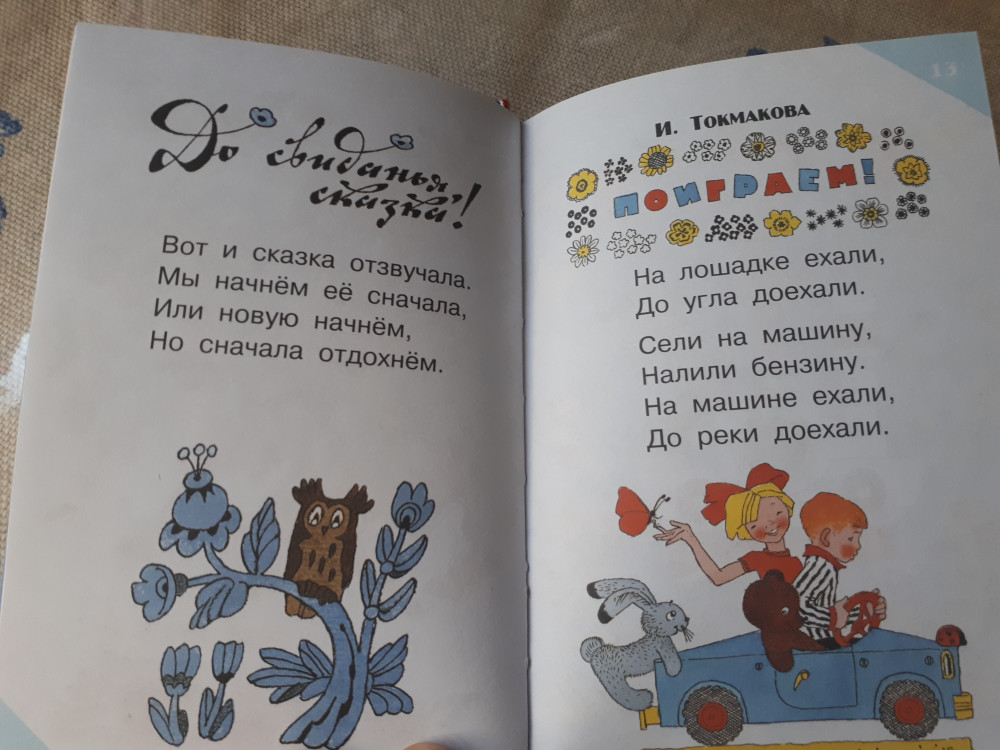 До свиданья,
сказка!
Вот и сказка отзвучала.
Мы начнём её сначала,
Или новую начнём,
Но сначала отдохнём.
13
И. Токмакова
ПОИГРАЕМ!
На лошадке ехали,
До угла доехали.
Сели на машину,
Налили бензину.
На машине ехали,
До реки доехали.